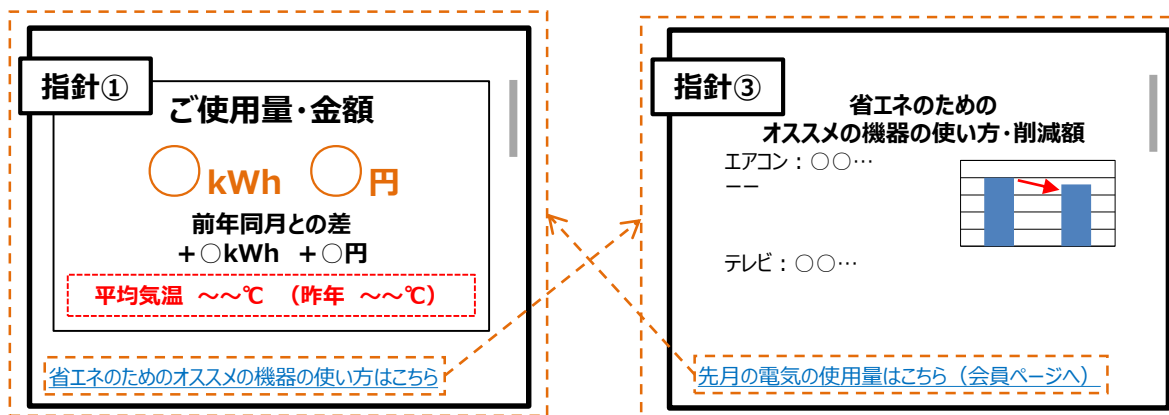 指針①
ご使用量・金額
○kWh ○円
前年同月との差
+○kWh +○円
平均気温 ～～℃ （昨年 ～～℃）
省エネのためのオススメの機器の使い方はこちら
指針③
省エネのための
オススメの機器の使い方・削減額
エアコン：○○…
ーー
テレビ：○○…
先月の電気の使用量はこちら（会員ページへ）